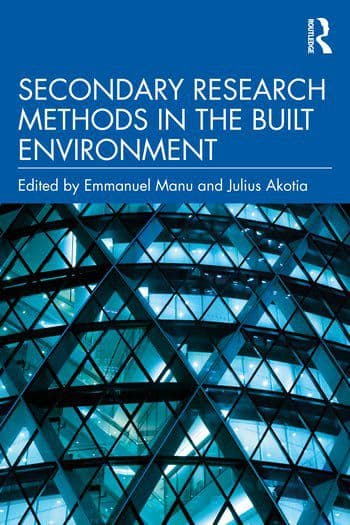 ROUTLEDGE
SECONDARY RESEARCH
METHODS IN THE BUILT
ENVIRONMENT
Edited by Emmanuel Manu and Julius Akotia